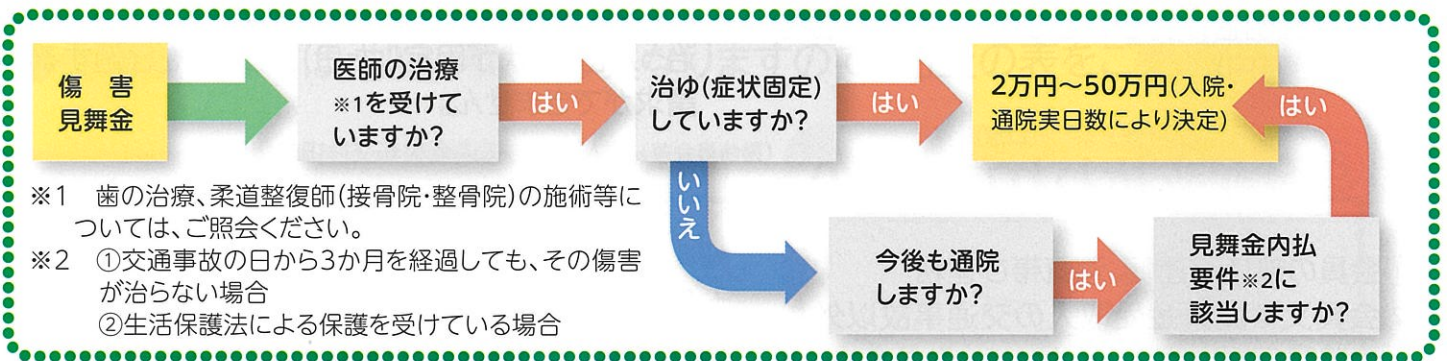 傷　害
見舞金
医師の治療
※1を受けて
いますか?
はい
治ゆ(症状固定)
していますか?
はい
2万円～50万円(入院・
通院実日数により決定)
はい
いいえ
今後も通院
しますか?
はい
見舞金内払
要件※2に
該当しますか?
※1　歯の治療、柔道整復師(接骨院・整骨院)の施術等に
ついては、ご照会ください。
※2　①交通事故の日から3か月を経過しても、その傷害
が治らない場合
②生活保護法による保護を受けている場合